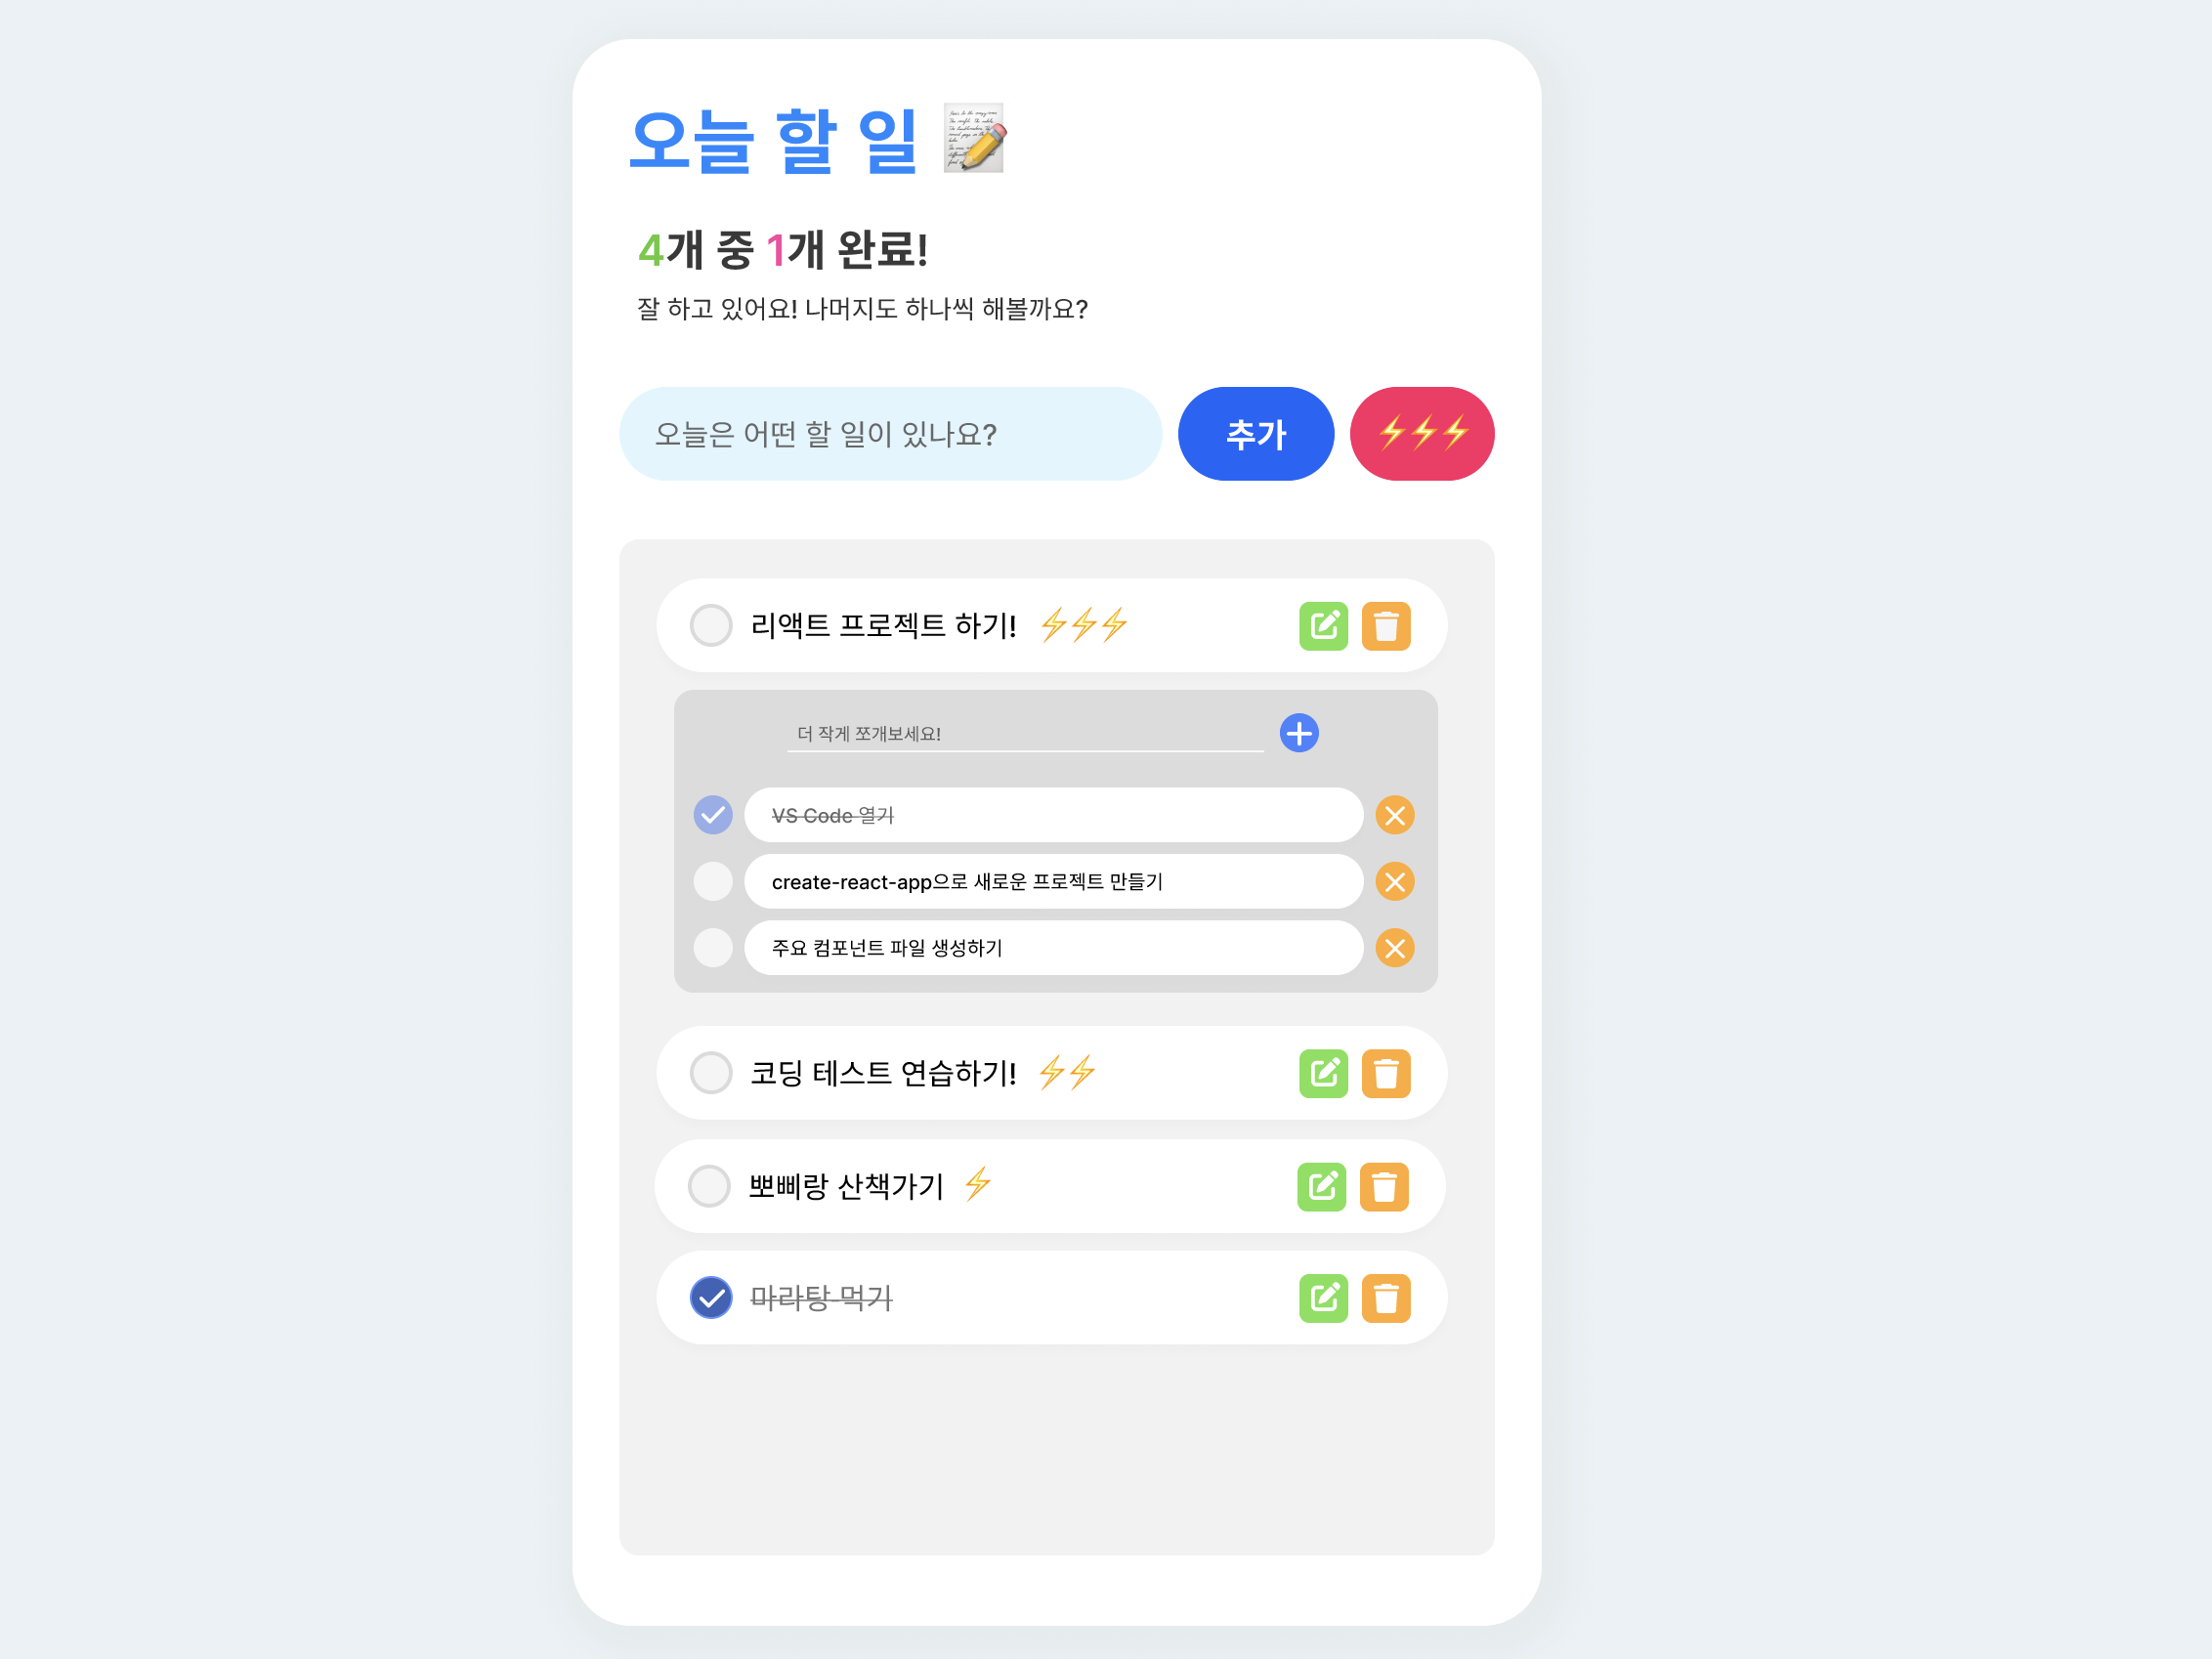 오늘 할 일 📝
4개 중 1개 완료!
잘 하고 있어요! 나머지도 하나씩 해볼까요?
오늘은 어떤 할 일이 있나요? 추가 ⚡⚡⚡
리액트 프로젝트 하기! ⚡⚡⚡
더 작게 쪼개보세요!
VS Code 열기
create-react-app으로 새로운 프로젝트 만들기
주요 컴포넌트 파일 생성하기
코딩 테스트 연습하기! ⚡⚡
뽀삐랑 산책가기 ⚡
마라탕 먹기